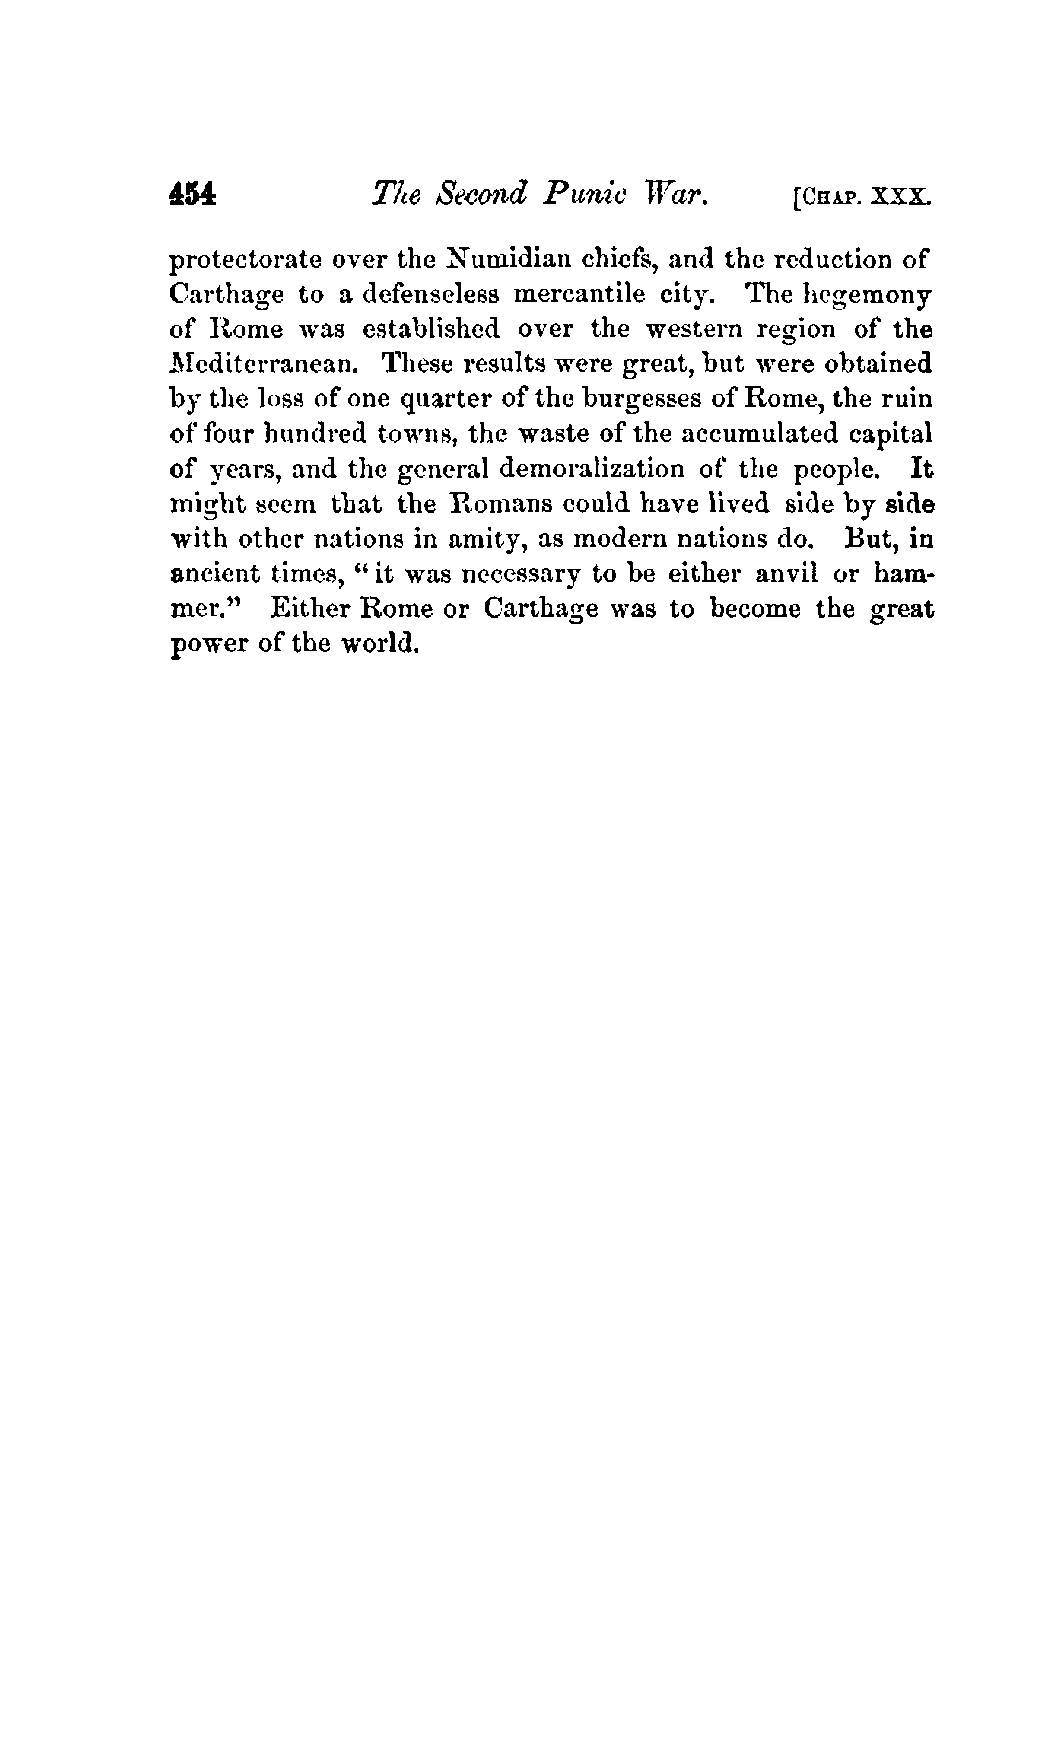 454 The Second Punic War. [CHAP. XXX.
protectorate over the Numidian chiefs, and the reduction of
Carthage to a defenseless mercantile city. The hegemony
of Rome was established over the western region of the
Mediterranean. These results were great, but were obtained
by the loss of one quarter of the burgesses of Rome, the ruin
of four hundred towns, the waste of the accumulated capital
of years, and the general demoralization of the people. It
might seem that the Romans could have lived side by side
with other nations in amity, as modern nations do. But, in
ancient times, “it was necessary to be either anvil or ham-
mer.” Either Rome or Carthage was to become the great
power of the world.